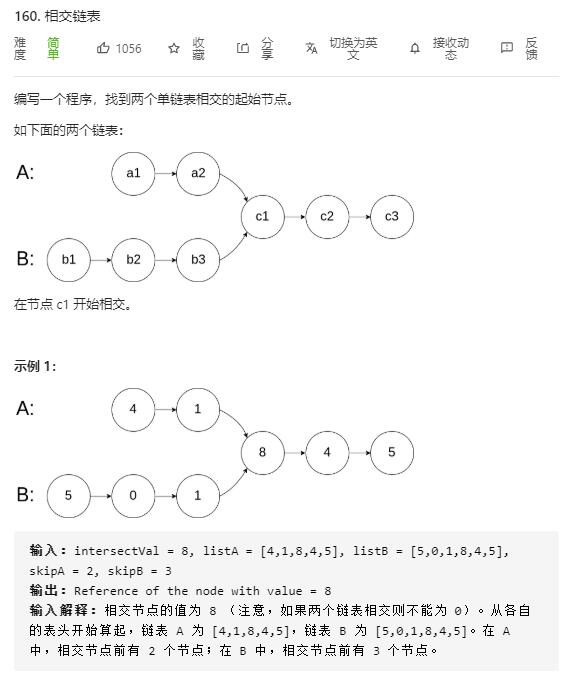 160. 相交链表
难度 简单 1056 收藏 分享 切换为英文 接收动态 反馈
编写一个程序，找到两个单链表相交的起始节点。
如下面的两个链表：
A: a1 a2
c1 c2 c3
B: b1 b2 b3
在节点 c1 开始相交。
示例 1：
A: 4 1
8 4 5
B: 5 0 1
输入：intersectVal = 8, listA = [4,1,8,4,5], listB = [5,0,1,8,4,5],
skipA = 2, skipB = 3
输出：Reference of the node with value = 8
输入解释：相交节点的值为 8 （注意，如果两个链表相交则不能为 0）。从各自
的表头开始算起，链表 A 为 [4,1,8,4,5]，链表 B 为 [5,0,1,8,4,5]。在 A
中，相交节点前有 2 个节点；在 B 中，相交节点前有 3 个节点。